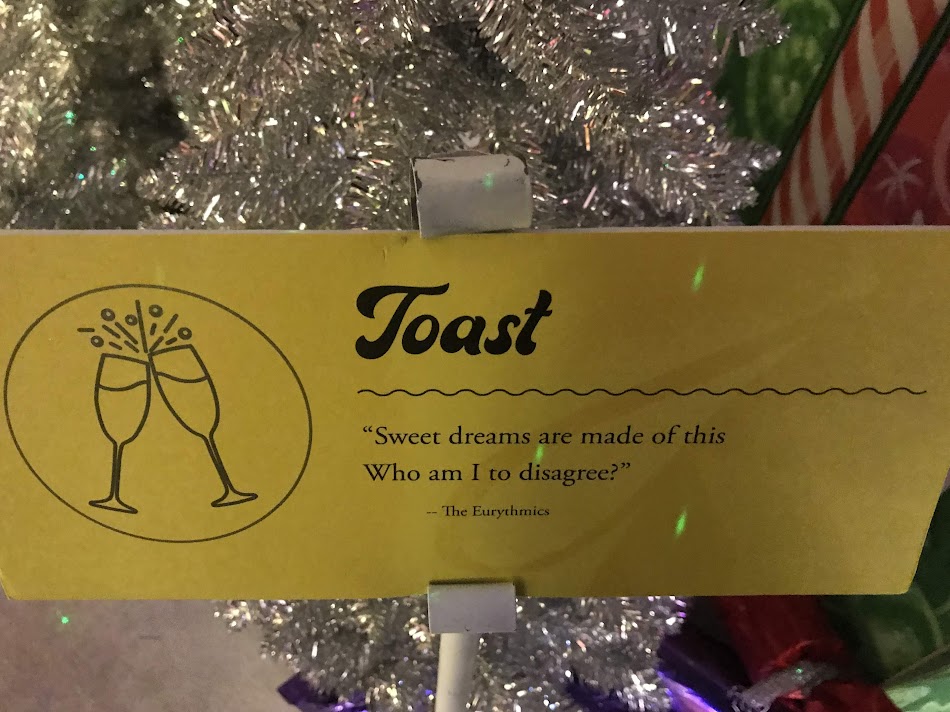 Toast
“Sweet dreams are made of this
Who am I to disagree?”
-- The Eurythmics